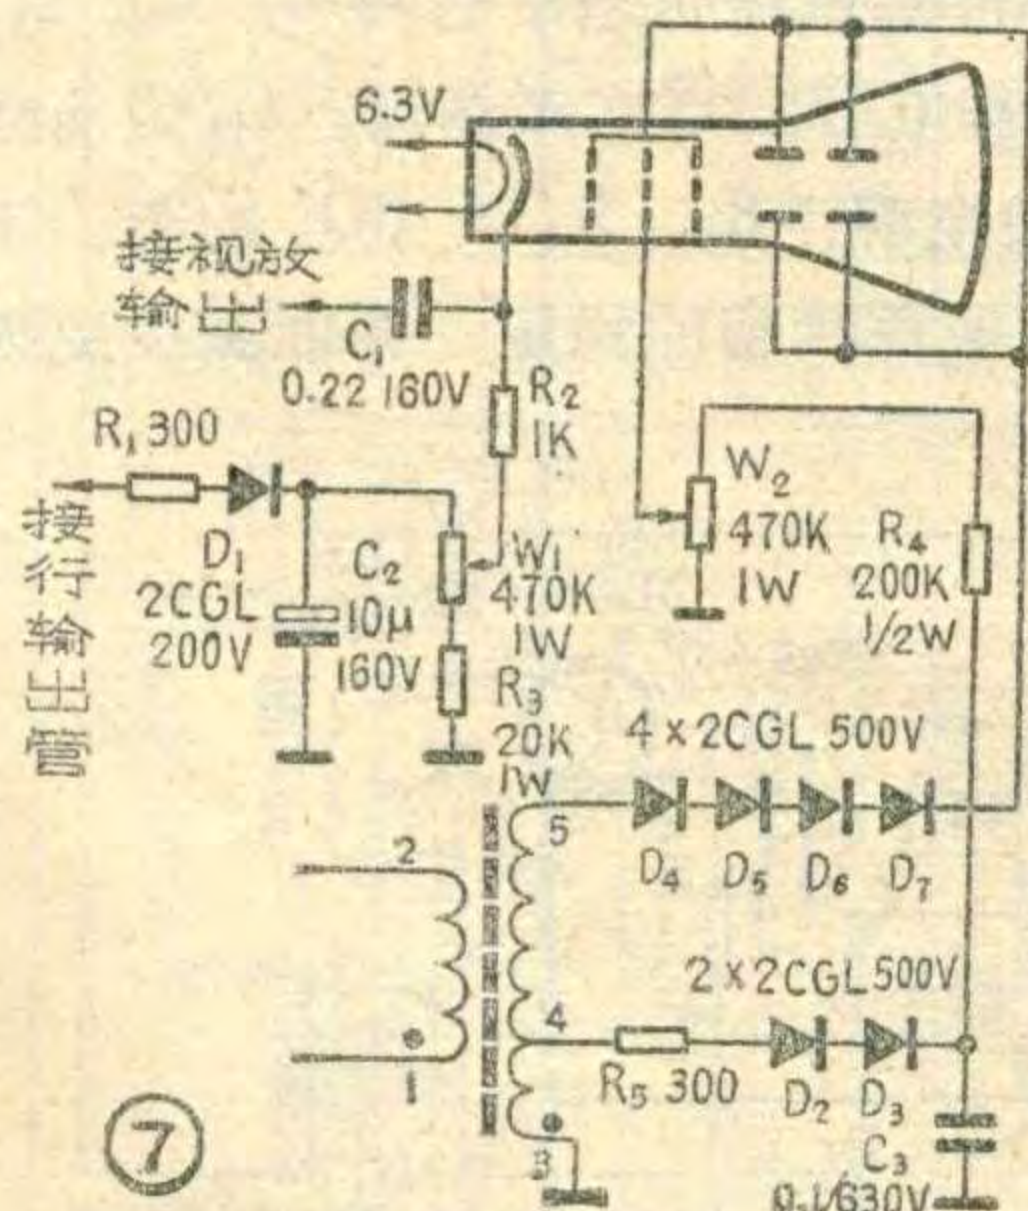 6.3V
接视放
输出
C₁
0.22 160V
R₂
1K
R₁ 300
接行输出管
D₁
2CGL
200V
C₂
10μ
160V
W₁
470K
1W
R₃
20K
1W
W₂
470K
1W
R₄
200K
1/2W
4×2CGL 500V
D₄ D₅ D₆ D₇
5
2
2×2CGL 500V
4
1
R₅ 300
D₂ D₃
3
C₃
0.1/630V
⑦